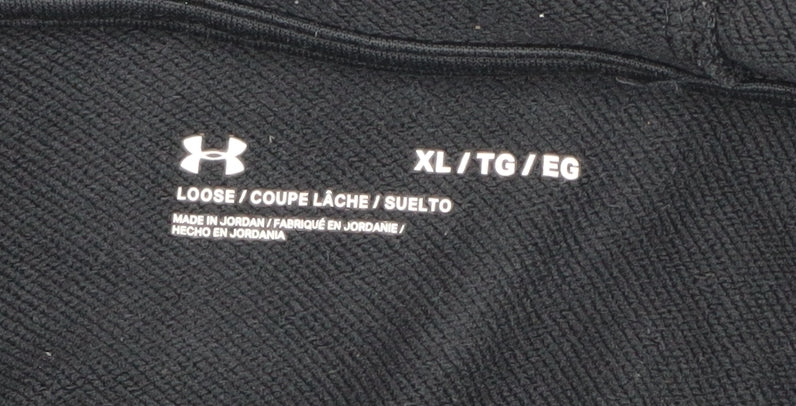 XL / TG / EG
LOOSE / COUPE LÂCHE / SUELTO
MADE IN JORDAN / FABRIQUÉ EN JORDANIE /
HECHO EN JORDANIA